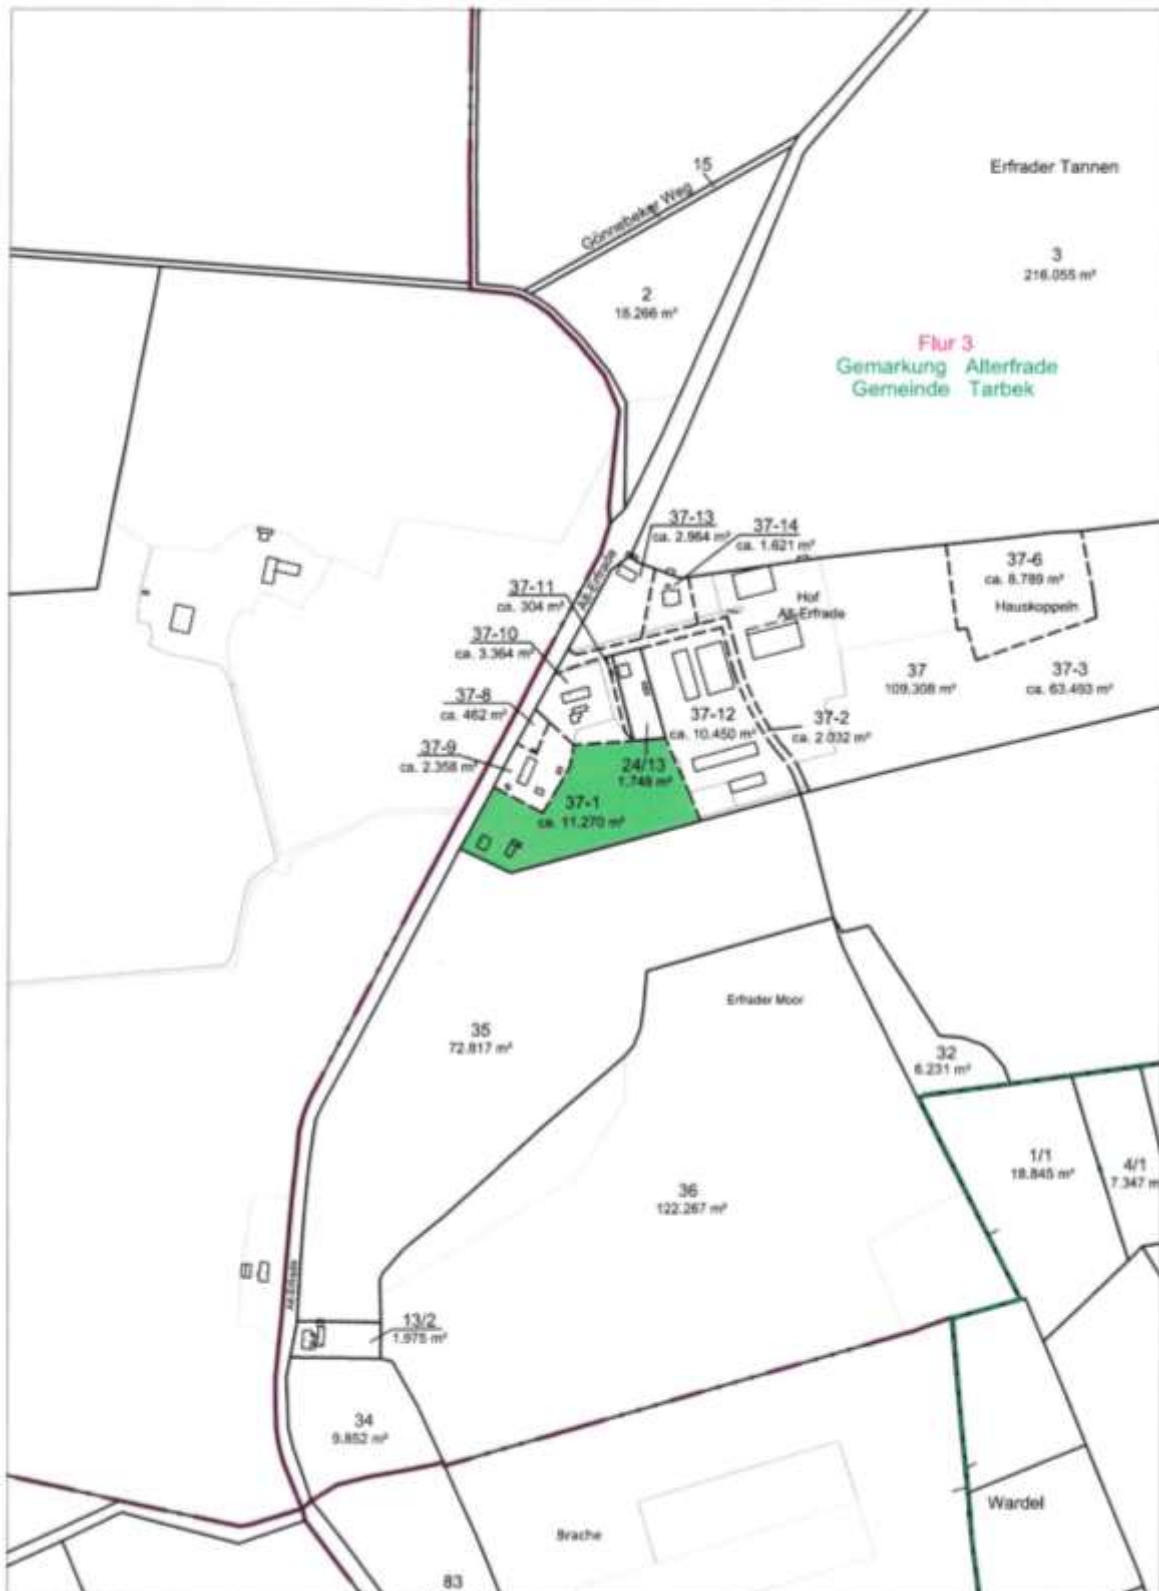 15
Gönnebeker Weg
Erfrader Tannen
3
216.055 m²
2
15.266 m²
Flur 3
Gemarkung Alterfrade
Gemeinde Tarbek
37-13
ca. 2.964 m²
37-14
ca. 1.621 m²
Alt-Erfrade
37-6
ca. 8.789 m²
Hauskoppeln
37-11
ca. 304 m²
Hof
Alt-Erfrade
37-10
ca. 3.364 m²
37
109.308 m²
37-3
ca. 63.493 m²
37-8
ca. 462 m²
37-12
ca. 10.450 m²
37-2
ca. 2.032 m²
37-9
ca. 2.358 m²
24/13
1.748 m²
37-1
ca. 11.270 m²
Erfrader Moor
35
72.817 m²
32
6.231 m²
1/1
18.845 m²
4/1
7.347 m
36
122.267 m²
Alt-Erfrade
13/2
1.975 m²
34
9.852 m²
Wardel
Brache
83